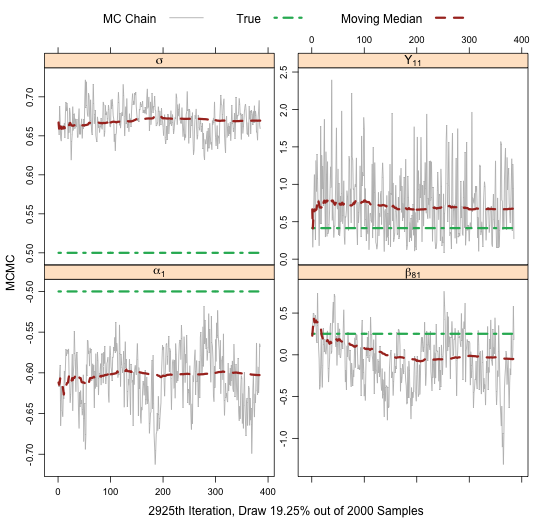 MC Chain True Moving Median
0 100 200 300 400
σ Υ11
0.70 2.5
0.65 2.0
0.60 1.5
0.55 1.0
0.50 0.5
0.0
MCMC
α1 β81
-0.50 0.5
-0.55 0.0
-0.60 -0.5
-0.65 -1.0
-0.70
0 100 200 300 400
2925th Iteration, Draw 19.25% out of 2000 Samples